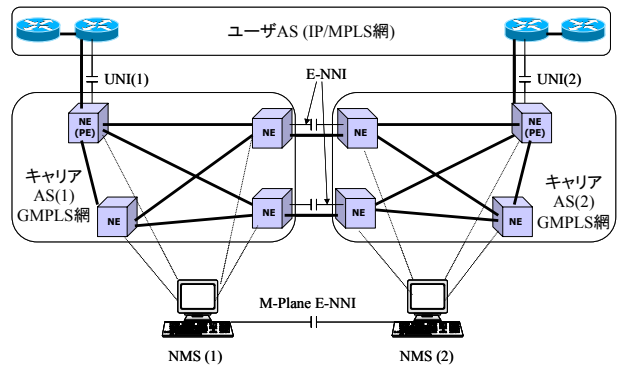 ユーザAS (IP/MPLS網)
UNI(1)
E-NNI
UNI(2)
NE
(PE)
NE
NE
NE
(PE)
キャリア
AS(1)
GMPLS網
NE
NE
NE
NE
キャリア
AS(2)
GMPLS網
M-Plane E-NNI
NMS (1)
NMS (2)